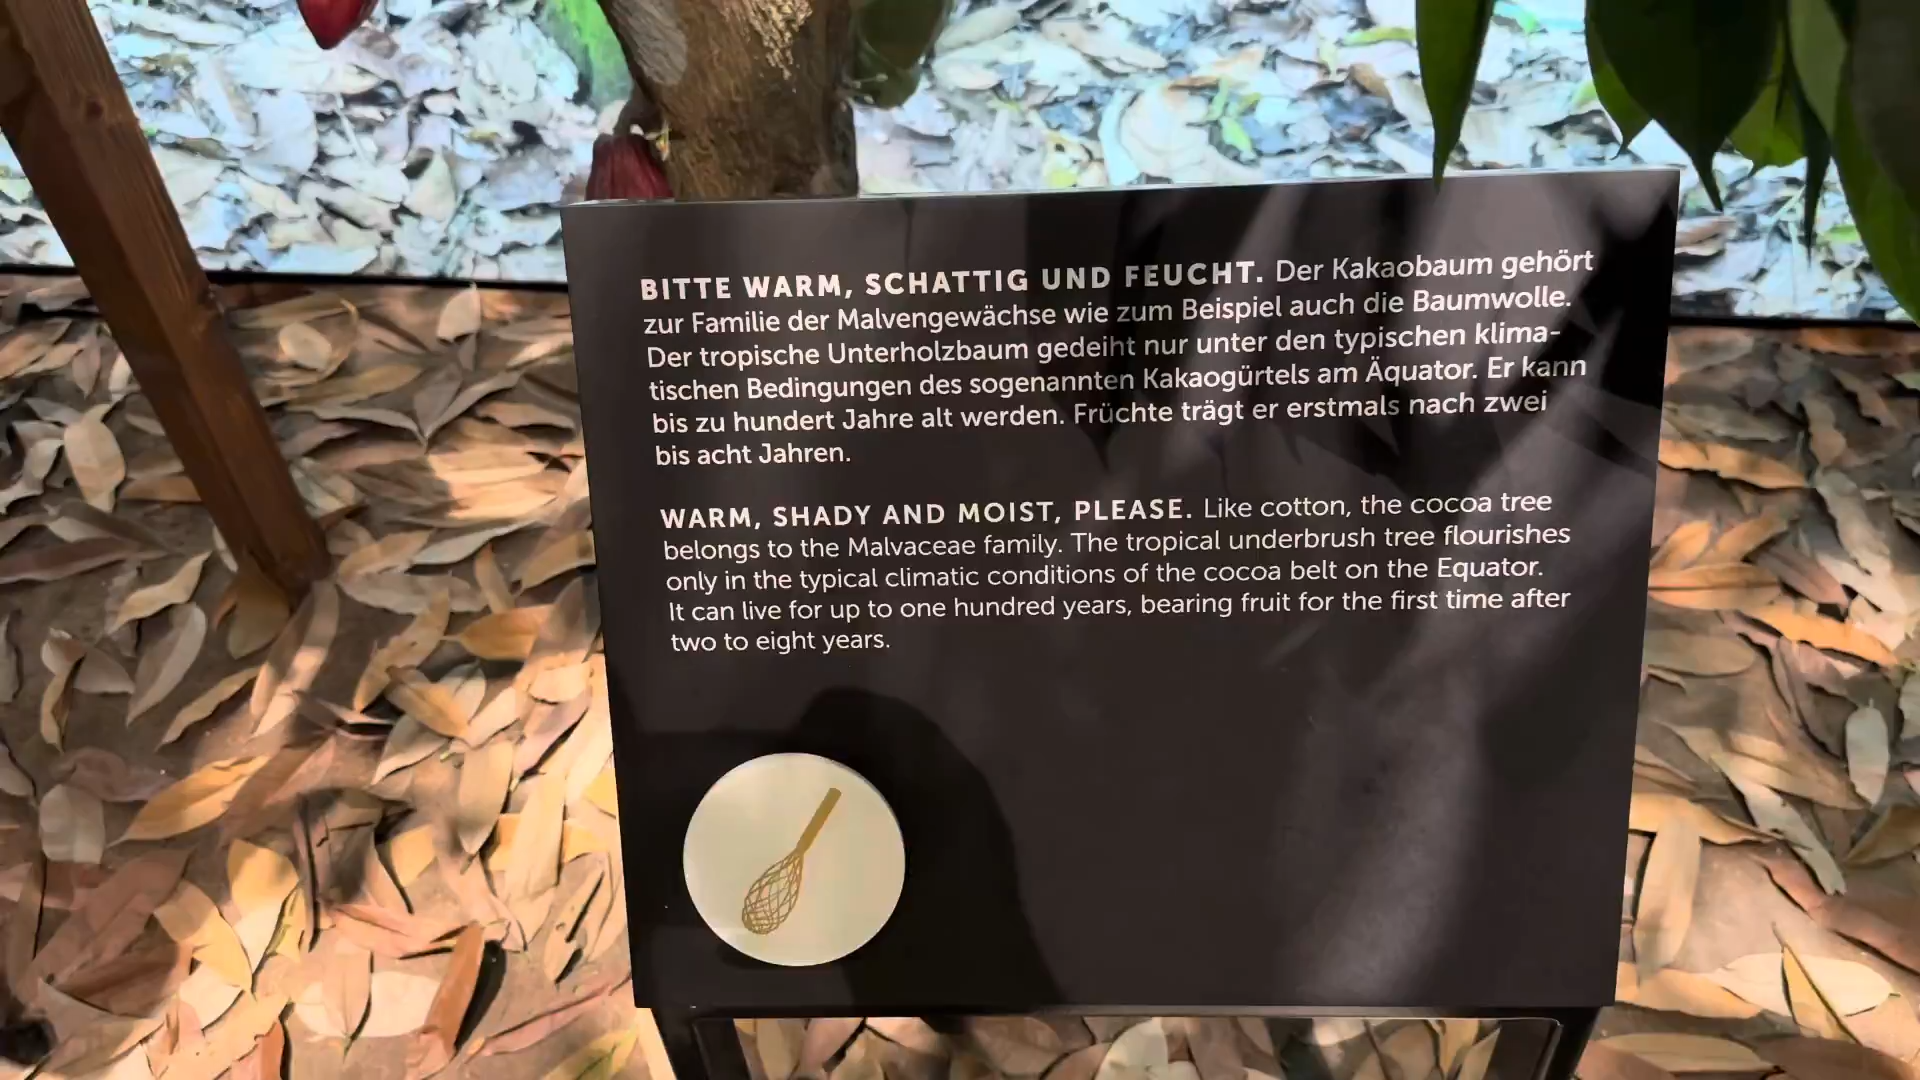 BITTE WARM, SCHATTIG UND FEUCHT. Der Kakaobaum gehört
zur Familie der Malvengewächse wie zum Beispiel auch die Baumwolle.
Der tropische Unterholzbaum gedeiht nur unter den typischen klima-
tischen Bedingungen des sogenannten Kakaogürtels am Äquator. Er kann
bis zu hundert Jahre alt werden. Früchte trägt er erstmals nach zwei
bis acht Jahren.
WARM, SHADY AND MOIST, PLEASE. Like cotton, the cocoa tree
belongs to the Malvaceae family. The tropical underbrush tree flourishes
only in the typical climatic conditions of the cocoa belt on the Equator.
It can live for up to one hundred years, bearing fruit for the first time after
two to eight years.